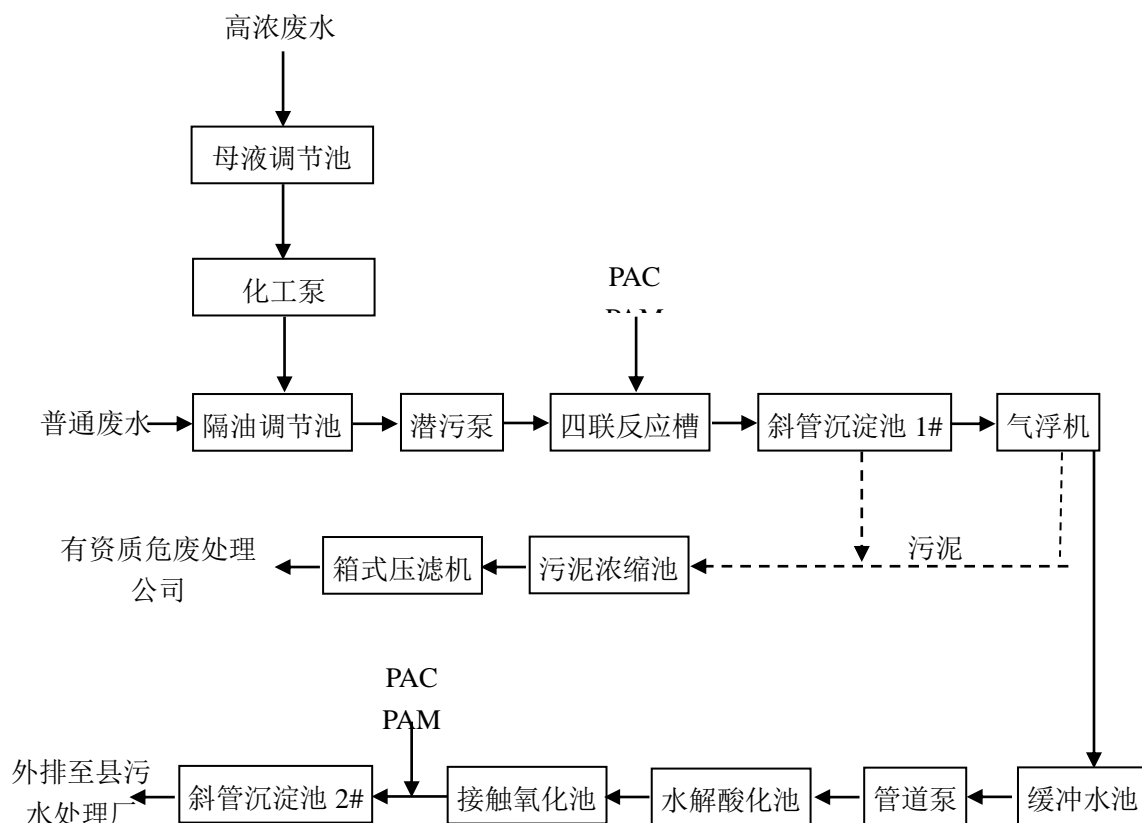 高浓废水
母液调节池
化工泵
PAC
PAM
普通废水
隔油调节池
潜污泵
四联反应槽
斜管沉淀池 1#
气浮机
有资质危废处理
公司
箱式压滤机
污泥浓缩池
污泥
PAC
PAM
外排至县污
水处理厂
斜管沉淀池 2#
接触氧化池
水解酸化池
管道泵
缓冲水池